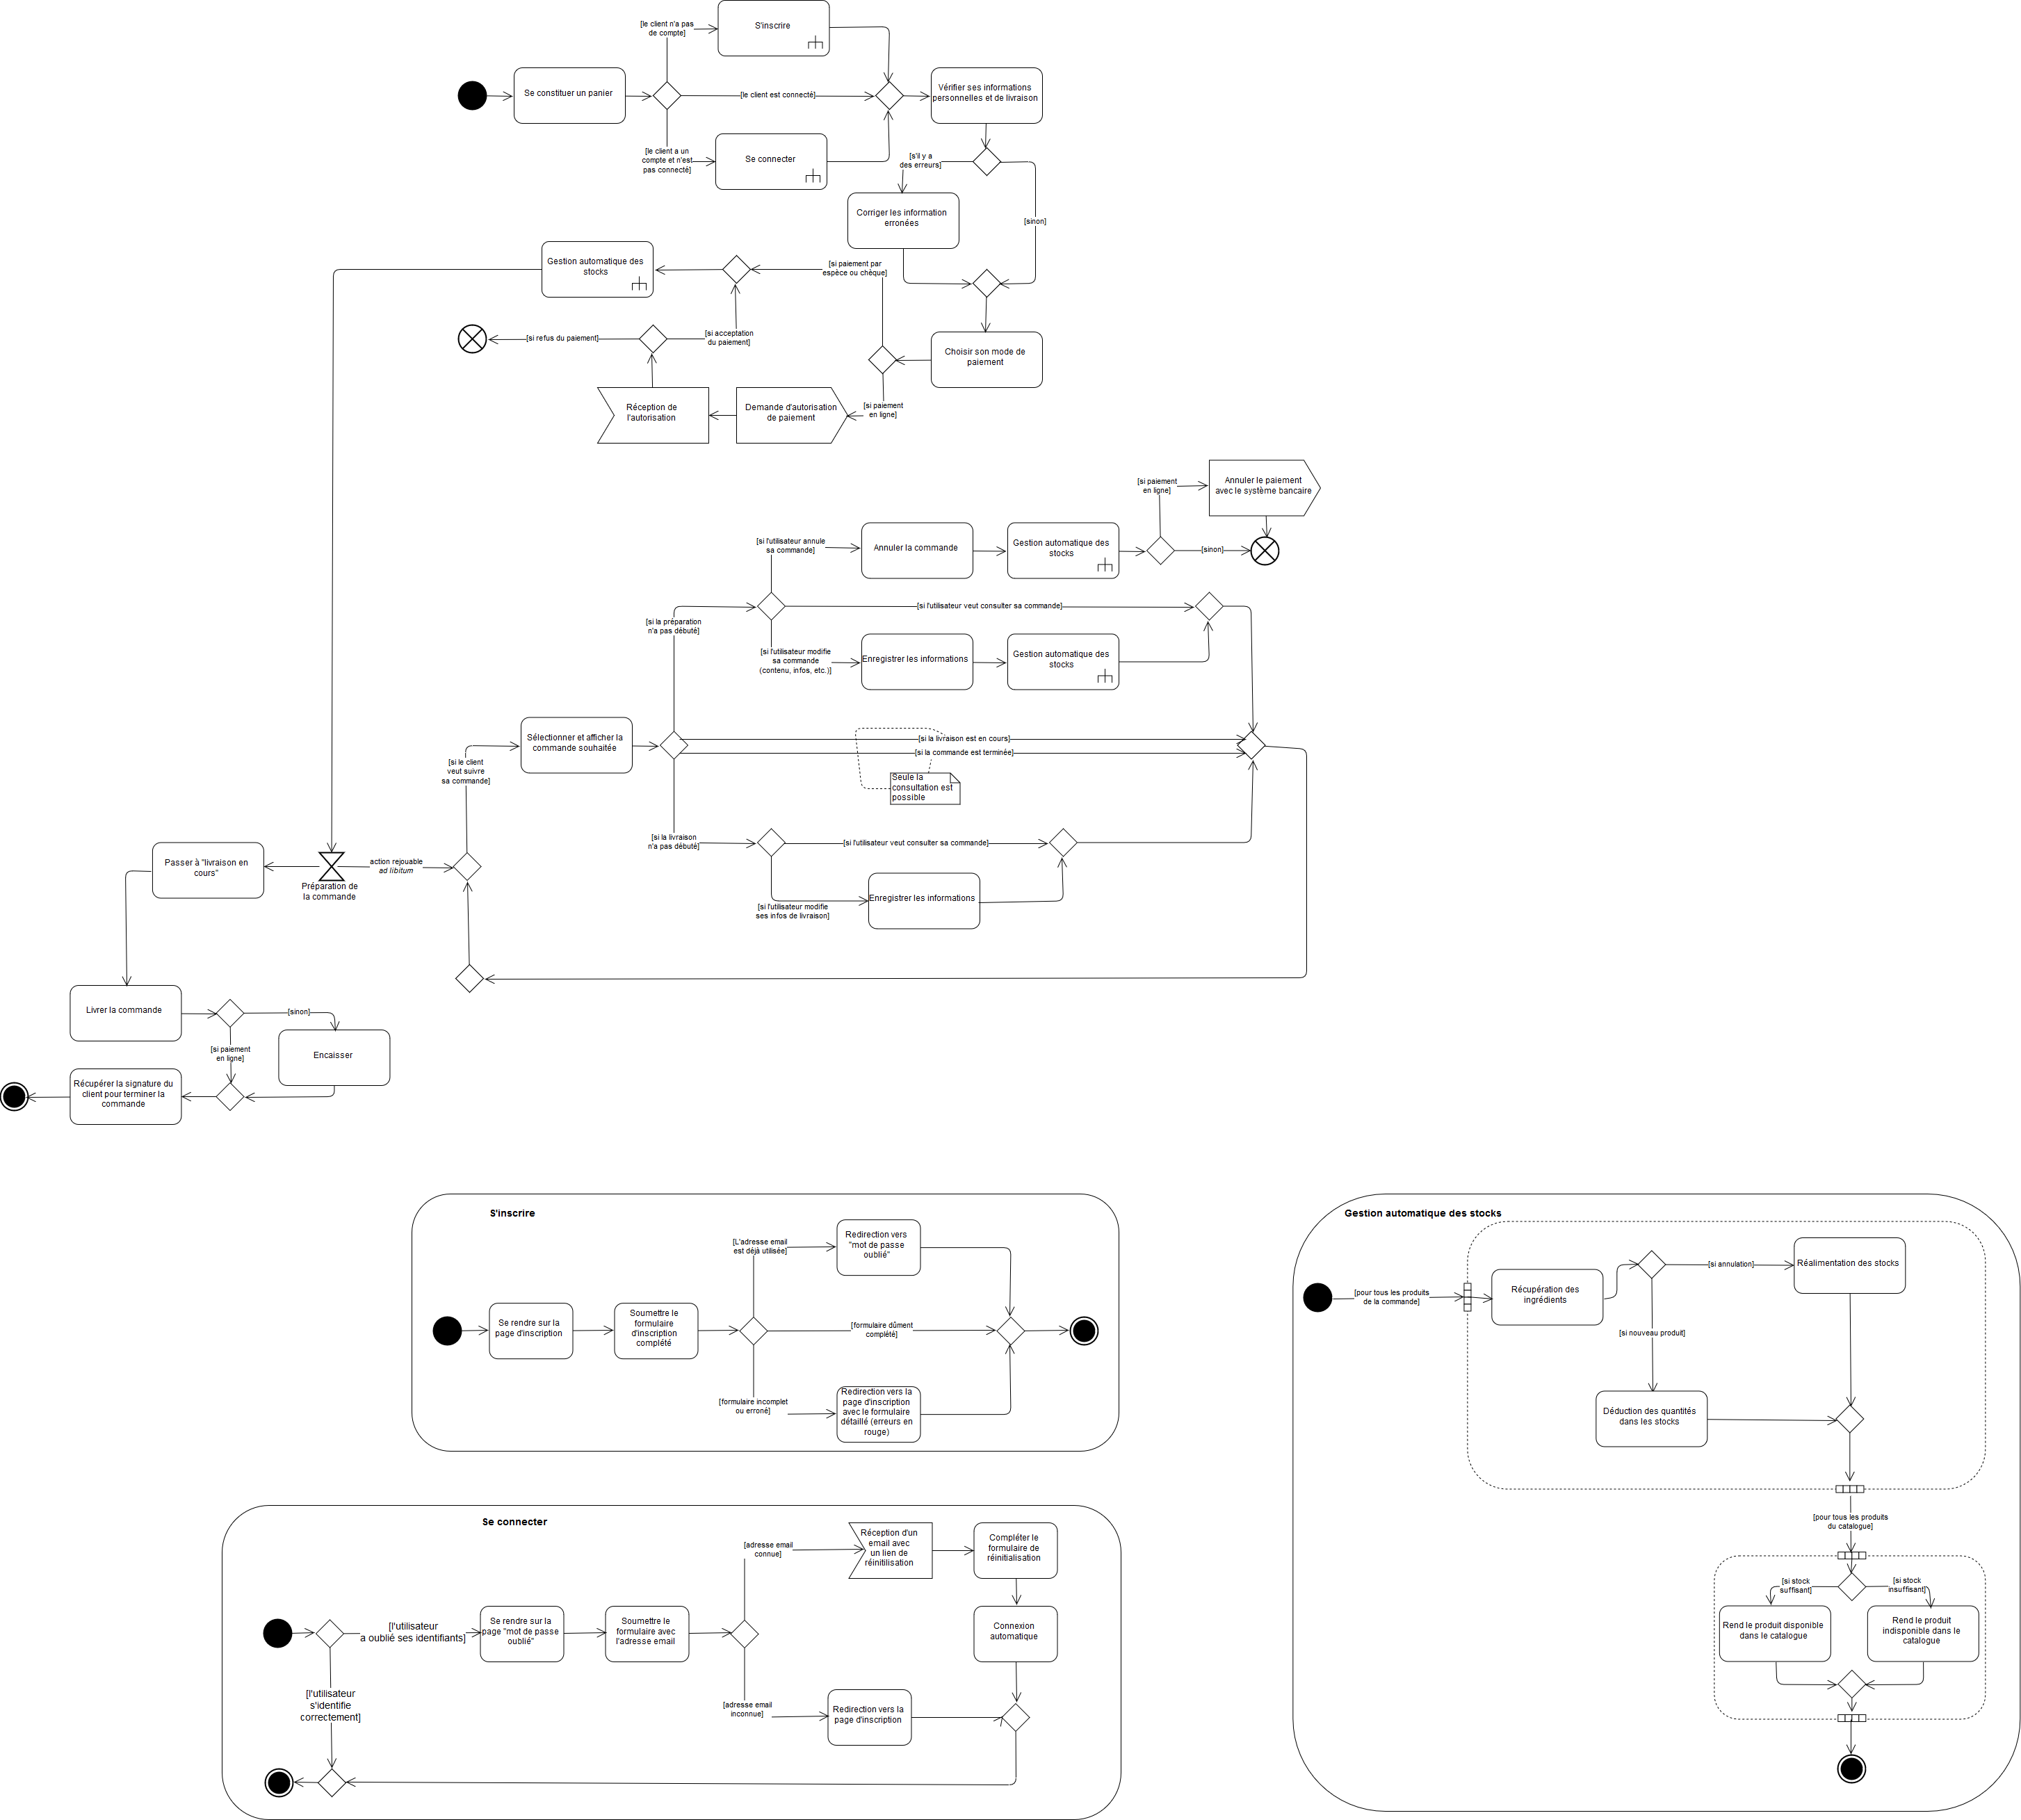 [le client n'a pas
de compte]
S'inscrire
Se constituer un panier
[le client est connecté]
Vérifier ses informations
personnelles et de livraison
[le client a un
compte et n'est
pas connecté]
Se connecter
[s'il y a
des erreurs]
Corriger les information
erronées
[sinon]
Gestion automatique des
stocks
[si paiement par
espèce ou chèque]
[si refus du paiement]
[si acceptation
du paiement]
Choisir son mode de
paiement
Réception de
l'autorisation
Demande d'autorisation
de paiement
[si paiement
en ligne]
[si paiement
en ligne]
Annuler le paiement
avec le système bancaire
[si l'utilisateur annule
sa commande]
Annuler la commande
Gestion automatique des
stocks
[sinon]
[si la préparation
n'a pas débuté]
[si l'utilisateur veut consulter sa commande]
[si l'utilisateur modifie
sa commande
(contenu, infos, etc.)]
Enregistrer les informations
Gestion automatique des
stocks
Sélectionner et afficher la
commande souhaitée
[si la livraison est en cours]
[si la commande est terminée]
[si le client
veut suivre
sa commande]
Seule la
consultation est
possible
[si la livraison
n'a pas débuté]
[si l'utilisateur veut consulter sa commande]
Passer à "livraison en
cours"
action rejouable
ad libitum
Préparation de
la commande
Enregistrer les informations
[si l'utilisateur modifie
ses infos de livraison]
Livrer la commande
[sinon]
[si paiement
en ligne]
Encaisser
Récupérer la signature du
client pour terminer la
commande
S'inscrire
[L'adresse email
est déjà utilisée]
Redirection vers
"mot de passe
oublié"
Se rendre sur la
page d'inscription
Soumettre le
formulaire
d'inscription
complété
[formulaire dûment
complété]
[formulaire incomplet
ou erroné]
Redirection vers la
page d'inscription
avec le formulaire
détaillé (erreurs en
rouge)
Gestion automatique des stocks
[pour tous les produits
de la commande]
Récupération des
ingrédients
[si annulation]
Réalimentation des stocks
[si nouveau produit]
Déduction des quantités
dans les stocks
[pour tous les produits
du catalogue]
[si stock
suffisant]
[si stock
insuffisant]
Rend le produit disponible
dans le catalogue
Rend le produit
indisponible dans le
catalogue
Se connecter
[adresse email
connue]
Réception d'un
email avec
un lien de
réinitilisation
Compléter le
formulaire de
réinitialisation
[l'utilisateur
a oublié ses identifiants]
Se rendre sur la
page "mot de passe
oublié"
Soumettre le
formulaire avec
l'adresse email
Connexion
automatique
[l'utilisateur
s'identifie
correctement]
[adresse email
inconnue]
Redirection vers la
page d'inscription